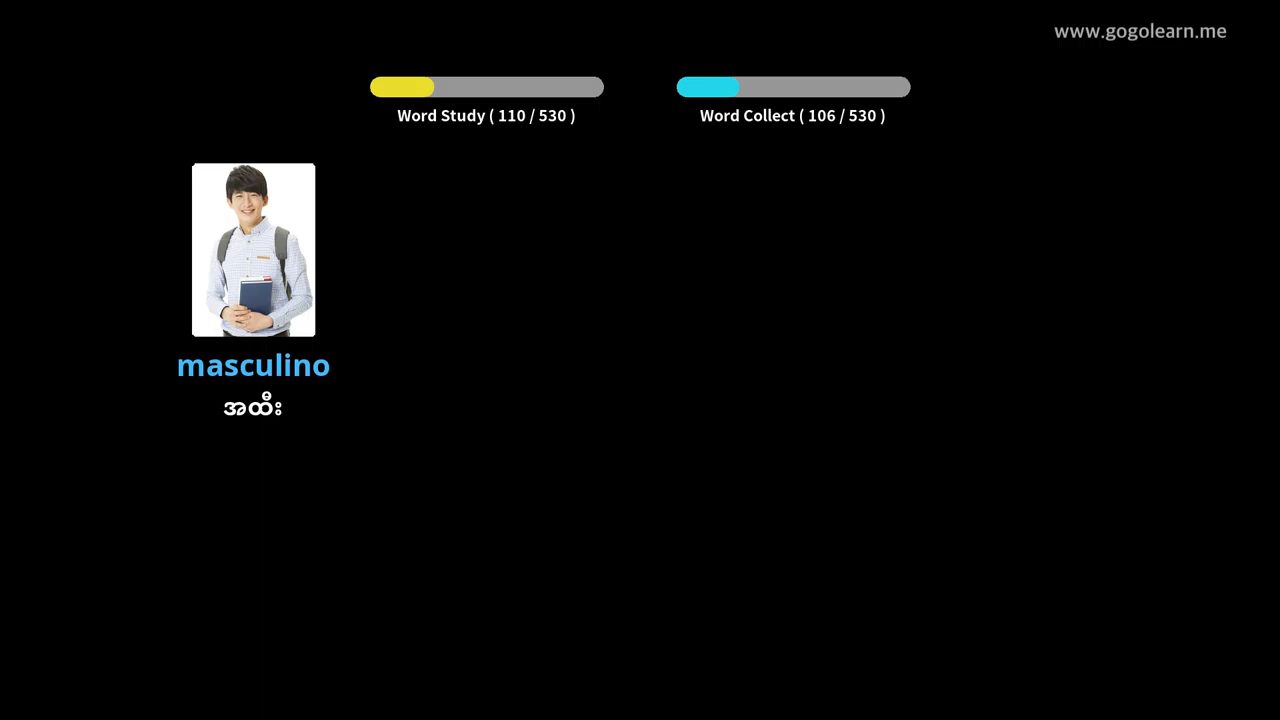 www.gogolearn.me
Word Study ( 110 / 530 )
Word Collect ( 106 / 530 )
masculino
အထီး